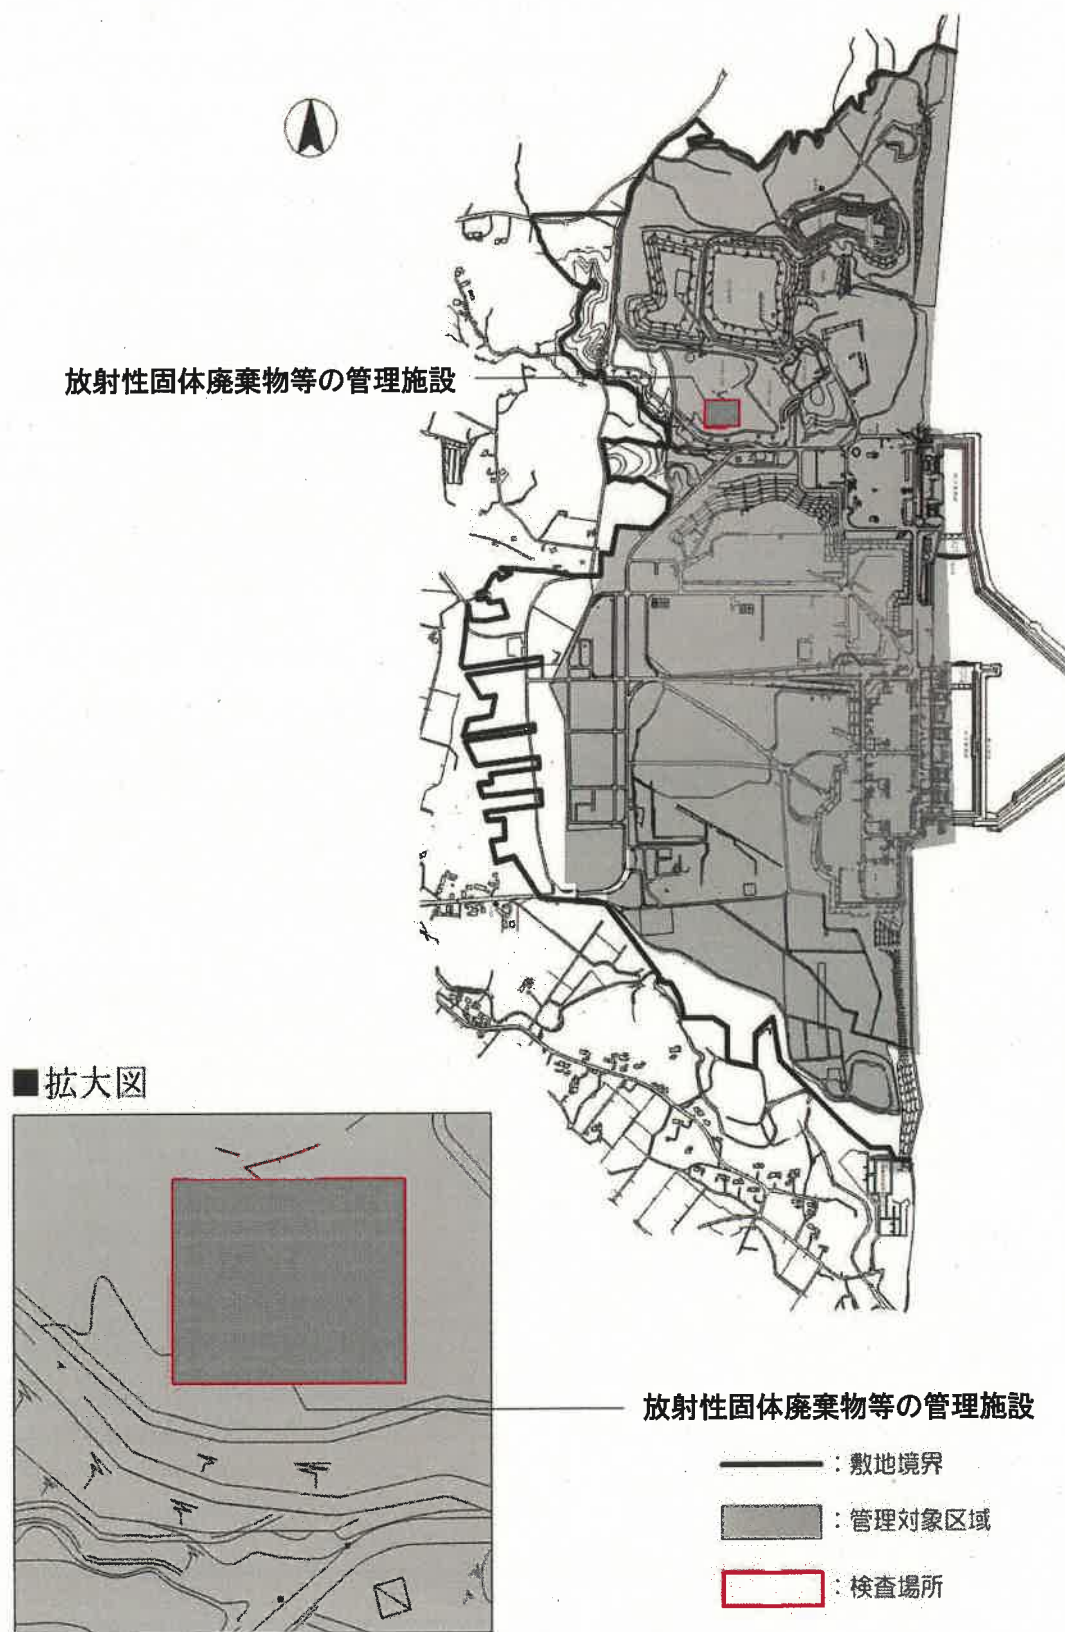 放射性固体廃棄物等の管理施設
■拡大図
放射性固体廃棄物等の管理施設
：敷地境界
：管理対象区域
：検査場所